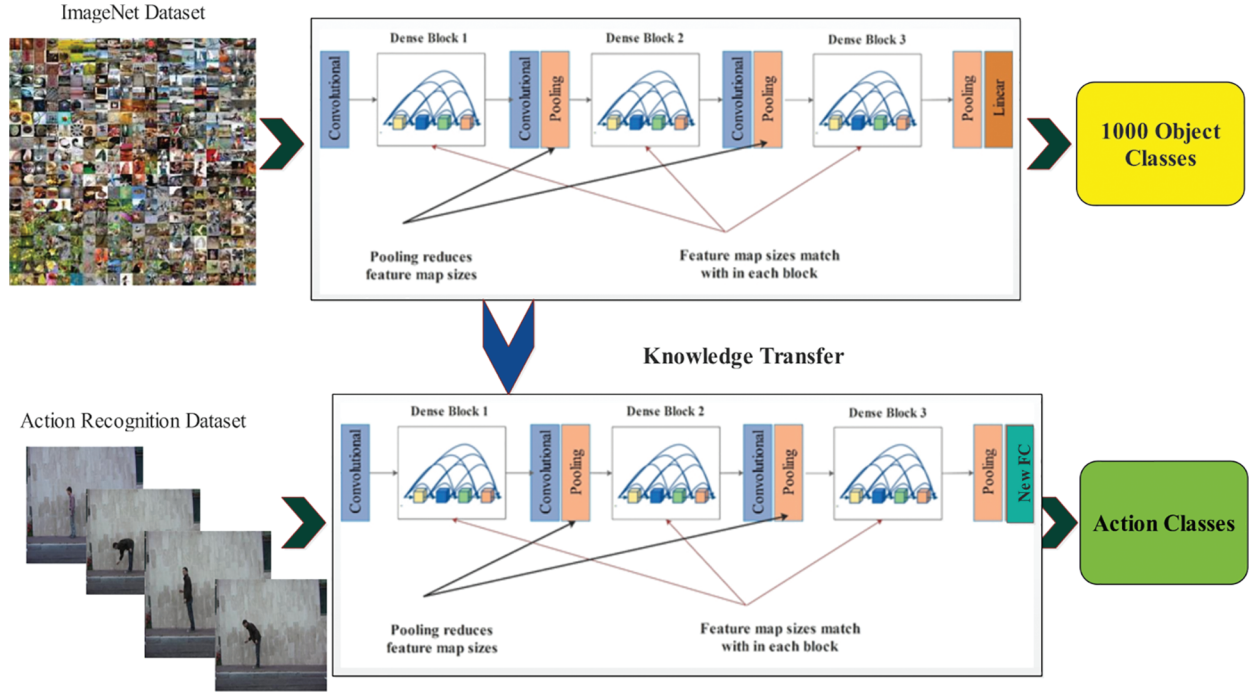 ImageNet Dataset
Dense Block 1
Dense Block 2
Dense Block 3
Convolutional
Convolutional
Pooling
Convolutional
Pooling
Pooling
Linear
1000 Object
Classes
Pooling reduces
feature map sizes
Feature map sizes match
with in each block
Knowledge Transfer
Action Recognition Dataset
Dense Block 1
Dense Block 2
Dense Block 3
Convolutional
Convolutional
Pooling
Convolutional
Pooling
Pooling
New FC
Action Classes
Pooling reduces
feature map sizes
Feature map sizes match
with in each block